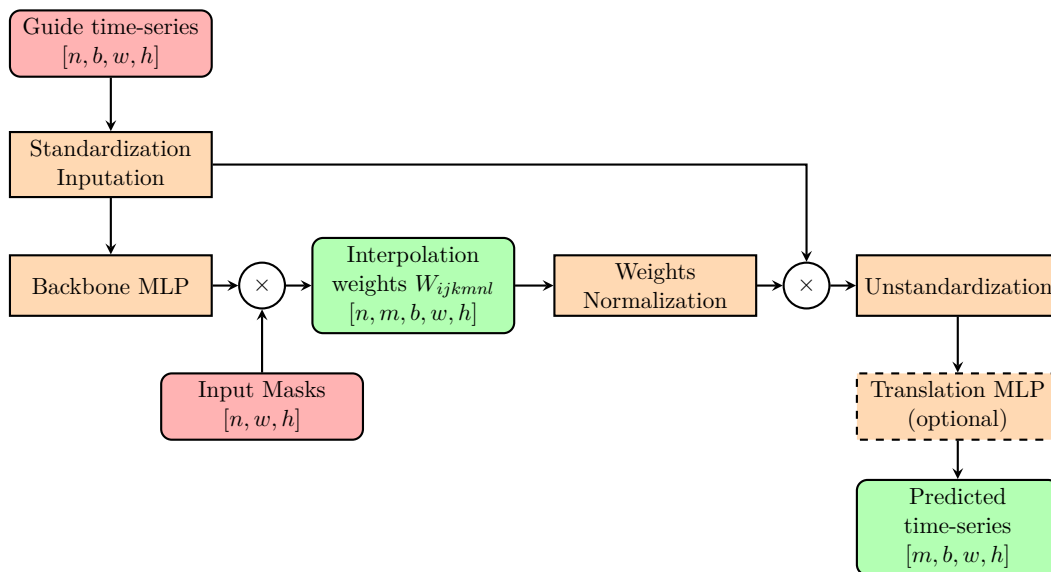 Guide time-series
[n, b, w, h]
Standardization
Inputation
Backbone MLP
×
Interpolation
weights W_{ijkmnl}
[n, m, b, w, h]
Weights
Normalization
×
Unstandardization
Input Masks
[n, w, h]
Translation MLP
(optional)
Predicted
time-series
[m, b, w, h]